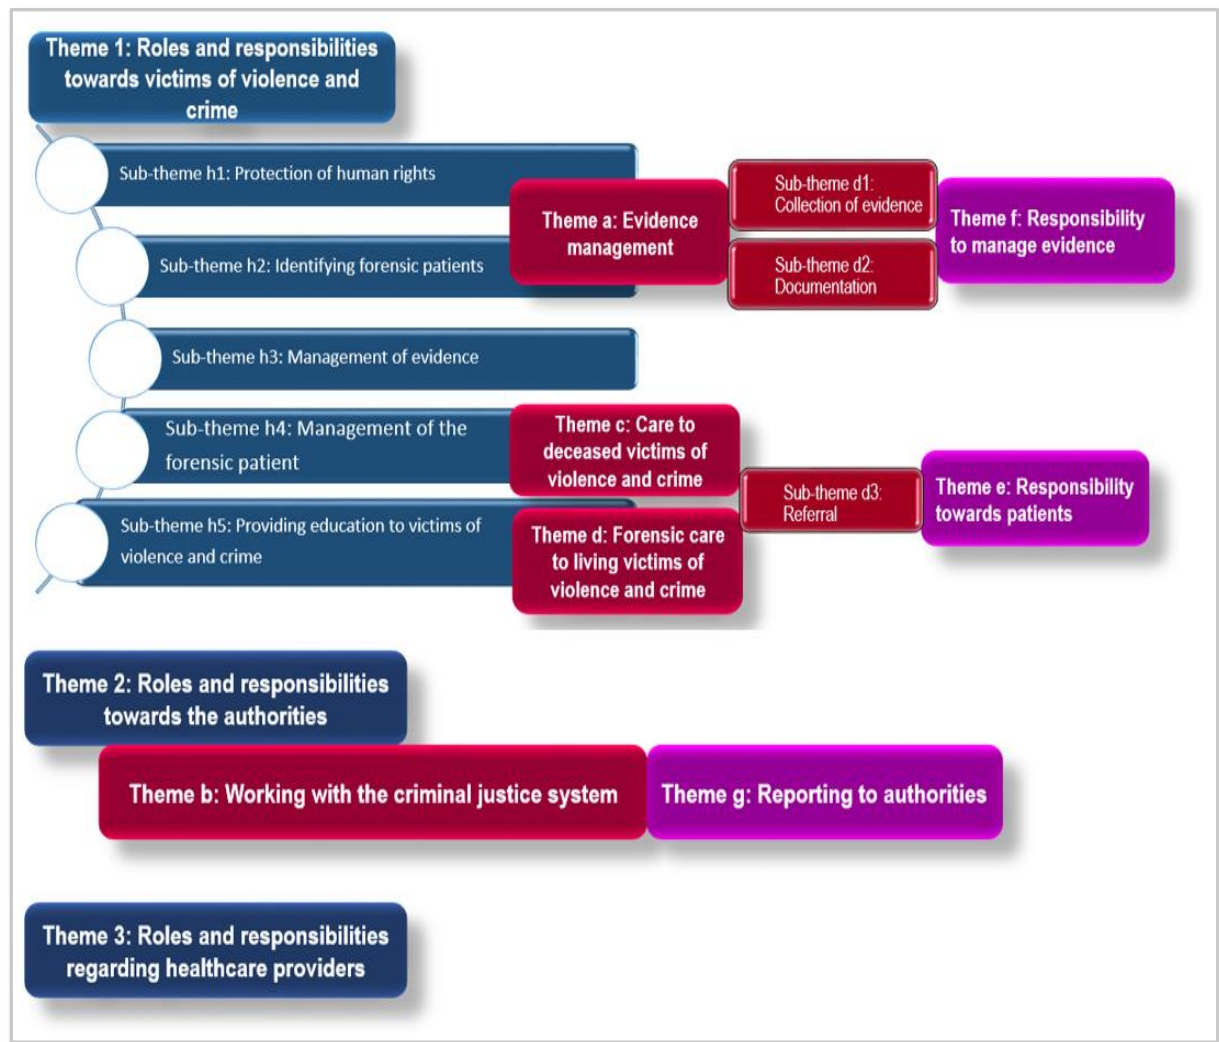 Theme 1: Roles and responsibilities
towards victims of violence and
crime
Sub-theme h1: Protection of human rights
Sub-theme h2: Identifying forensic patients
Sub-theme h3: Management of evidence
Sub-theme h4: Management of the
forensic patient
Sub-theme h5: Providing education to victims of
violence and crime
Theme a: Evidence
management
Sub-theme d1:
Collection of evidence
Sub-theme d2:
Documentation
Theme f: Responsibility
to manage evidence
Theme c: Care to
deceased victims of
violence and crime
Theme d: Forensic care
to living victims of
violence and crime
Sub-theme d3:
Referral
Theme e: Responsibility
towards patients
Theme 2: Roles and responsibilities
towards the authorities
Theme b: Working with the criminal justice system
Theme g: Reporting to authorities
Theme 3: Roles and responsibilities
regarding healthcare providers